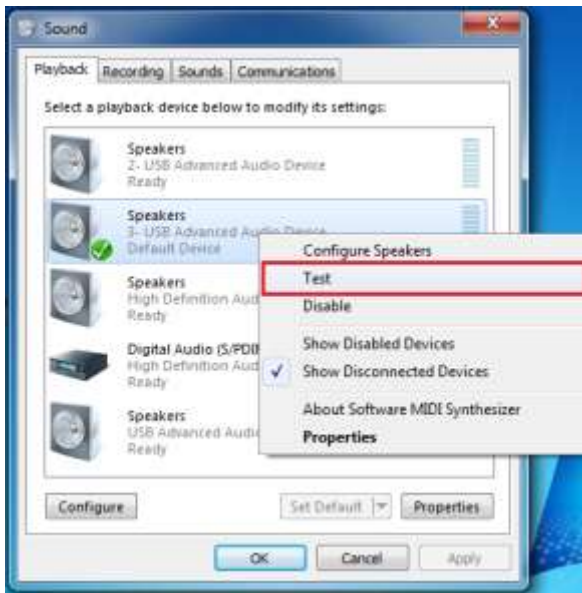 Sound
Playback Recording Sounds Communications
Select a playback device below to modify its settings:
Speakers
2- USB Advanced Audio Device
Ready
Speakers
3- USB Advanced Audio Device
Default Device
Configure Speakers
Test
Speakers
High Definition Aud
Ready
Disable
Digital Audio (S/PDI
High Definition Aud
Ready
Show Disabled Devices
Show Disconnected Devices
Speakers
USB Advanced Audio
Ready
About Software MIDI Synthesizer
Properties
Configure Set Default Properties
OK Cancel Apply